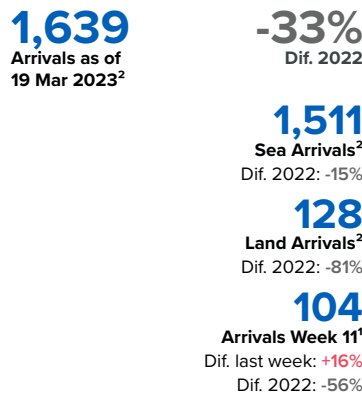 1,639
Arrivals as of
19 Mar 2023²
-33%
Dif. 2022
1,511
Sea Arrivals²
Dif. 2022: -15%
128
Land Arrivals²
Dif. 2022: -81%
104
Arrivals Week 11¹
Dif. last week: +16%
Dif. 2022: -56%